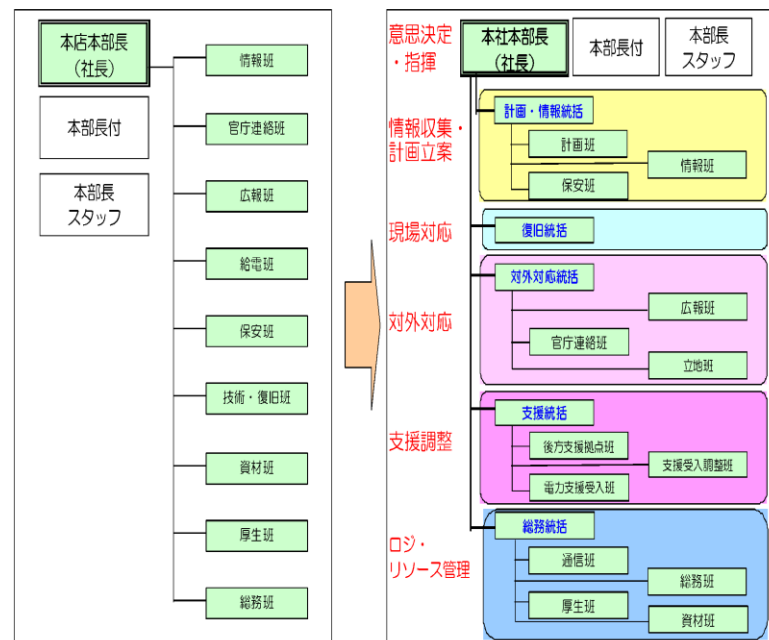 本店本部長
(社長)
本部長付
本部長
スタッフ
情報班
官庁連絡班
広報班
給電班
保安班
技術・復旧班
資材班
厚生班
総務班
意思決定
・指揮
本社本部長
(社長)
本部長付
本部長
スタッフ
情報収集・
計画立案
計画・情報統括
計画班
情報班
保安班
現場対応
復旧統括
対外対応
対外対応統括
広報班
官庁連絡班
立地班
支援調整
支援統括
後方支援拠点班
支援受入調整班
電力支援受入班
ロジ・
リソース管理
総務統括
通信班
総務班
厚生班
資材班